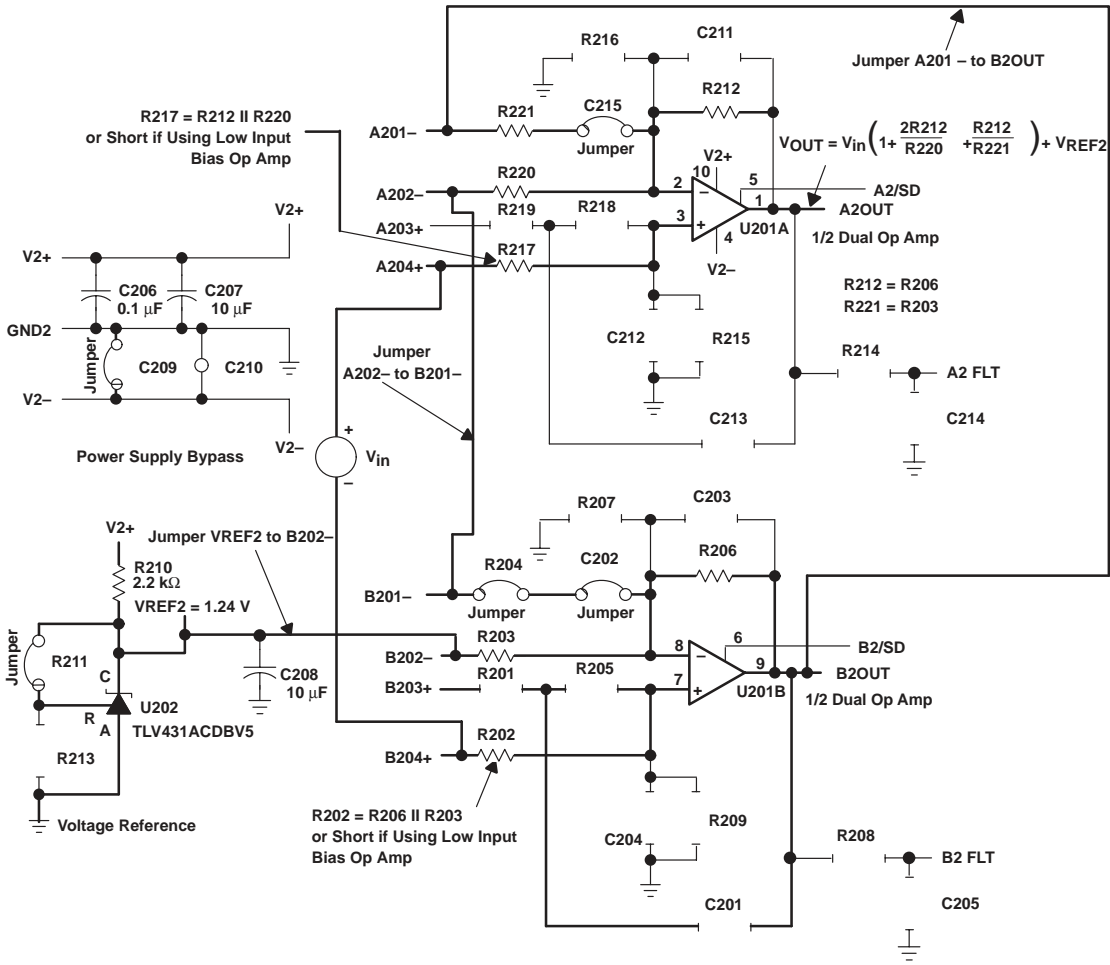 R216
C211
Jumper A201 – to B2OUT
R212
R217 = R212 II R220
or Short if Using Low Input
Bias Op Amp
R221
C215
A201–
Jumper
VOUT = Vin(1+ 2R212/R220 + R212/R221) + VREF2
V2+
R220
10
A202–
2
–
5
A2/SD
1
R219
R218
A203+
3
+
A2OUT
U201A
1/2 Dual Op Amp
4
V2–
R217
A204+
V2+
V2+
C206
0.1 µF
C207
10 µF
R212 = R206
R221 = R203
GND2
Jumper
C209
C210
Jumper
A202– to B201–
C212
R215
R214
A2 FLT
V2–
V2–
C213
C214
+
Vin
–
Power Supply Bypass
R207
C203
V2+
Jumper VREF2 to B202–
R206
R210
2.2 kΩ
R204
C202
B201–
Jumper
Jumper
VREF2 = 1.24 V
R203
B202–
8
–
6
B2/SD
9
Jumper
R211
C208
10 µF
R201
R205
B203+
7
+
B2OUT
U201B
1/2 Dual Op Amp
C
U202
R
A
TLV431ACDBV5
R202
B204+
R213
R202 = R206 II R203
or Short if Using Low Input
Bias Op Amp
Voltage Reference
C204
R209
R208
B2 FLT
C201
C205